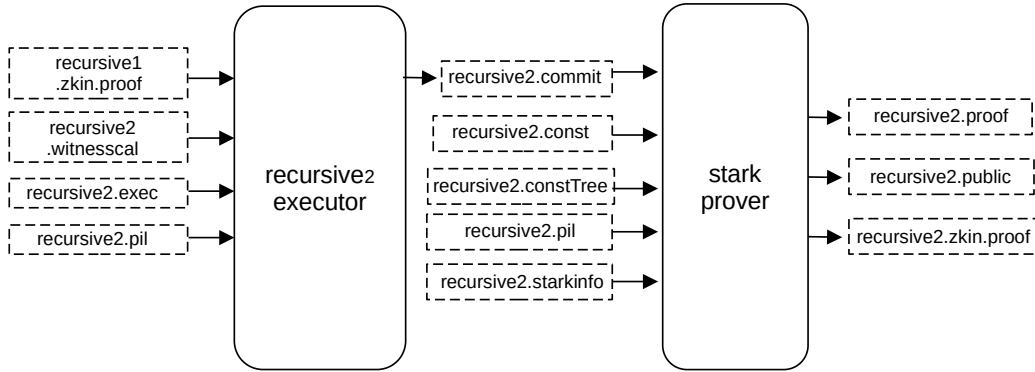 recursive1
.zkin.proof
recursive2
.witnesscal
recursive2.exec
recursive2.pil
recursive2
executor
recursive2.commit
recursive2.const
recursive2.constTree
recursive2.pil
recursive2.starkinfo
stark
prover
recursive2.proof
recursive2.public
recursive2.zkin.proof